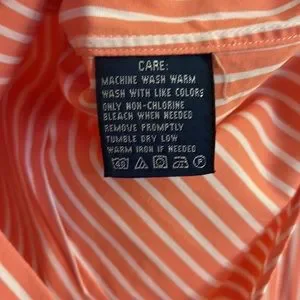 CARE:
MACHINE WASH WARM
WASH WITH LIKE COLORS
ONLY NON-CHLORINE
BLEACH WHEN NEEDED
REMOVE PROMPTLY
TUMBLE DRY LOW
WARM IRON IF NEEDED